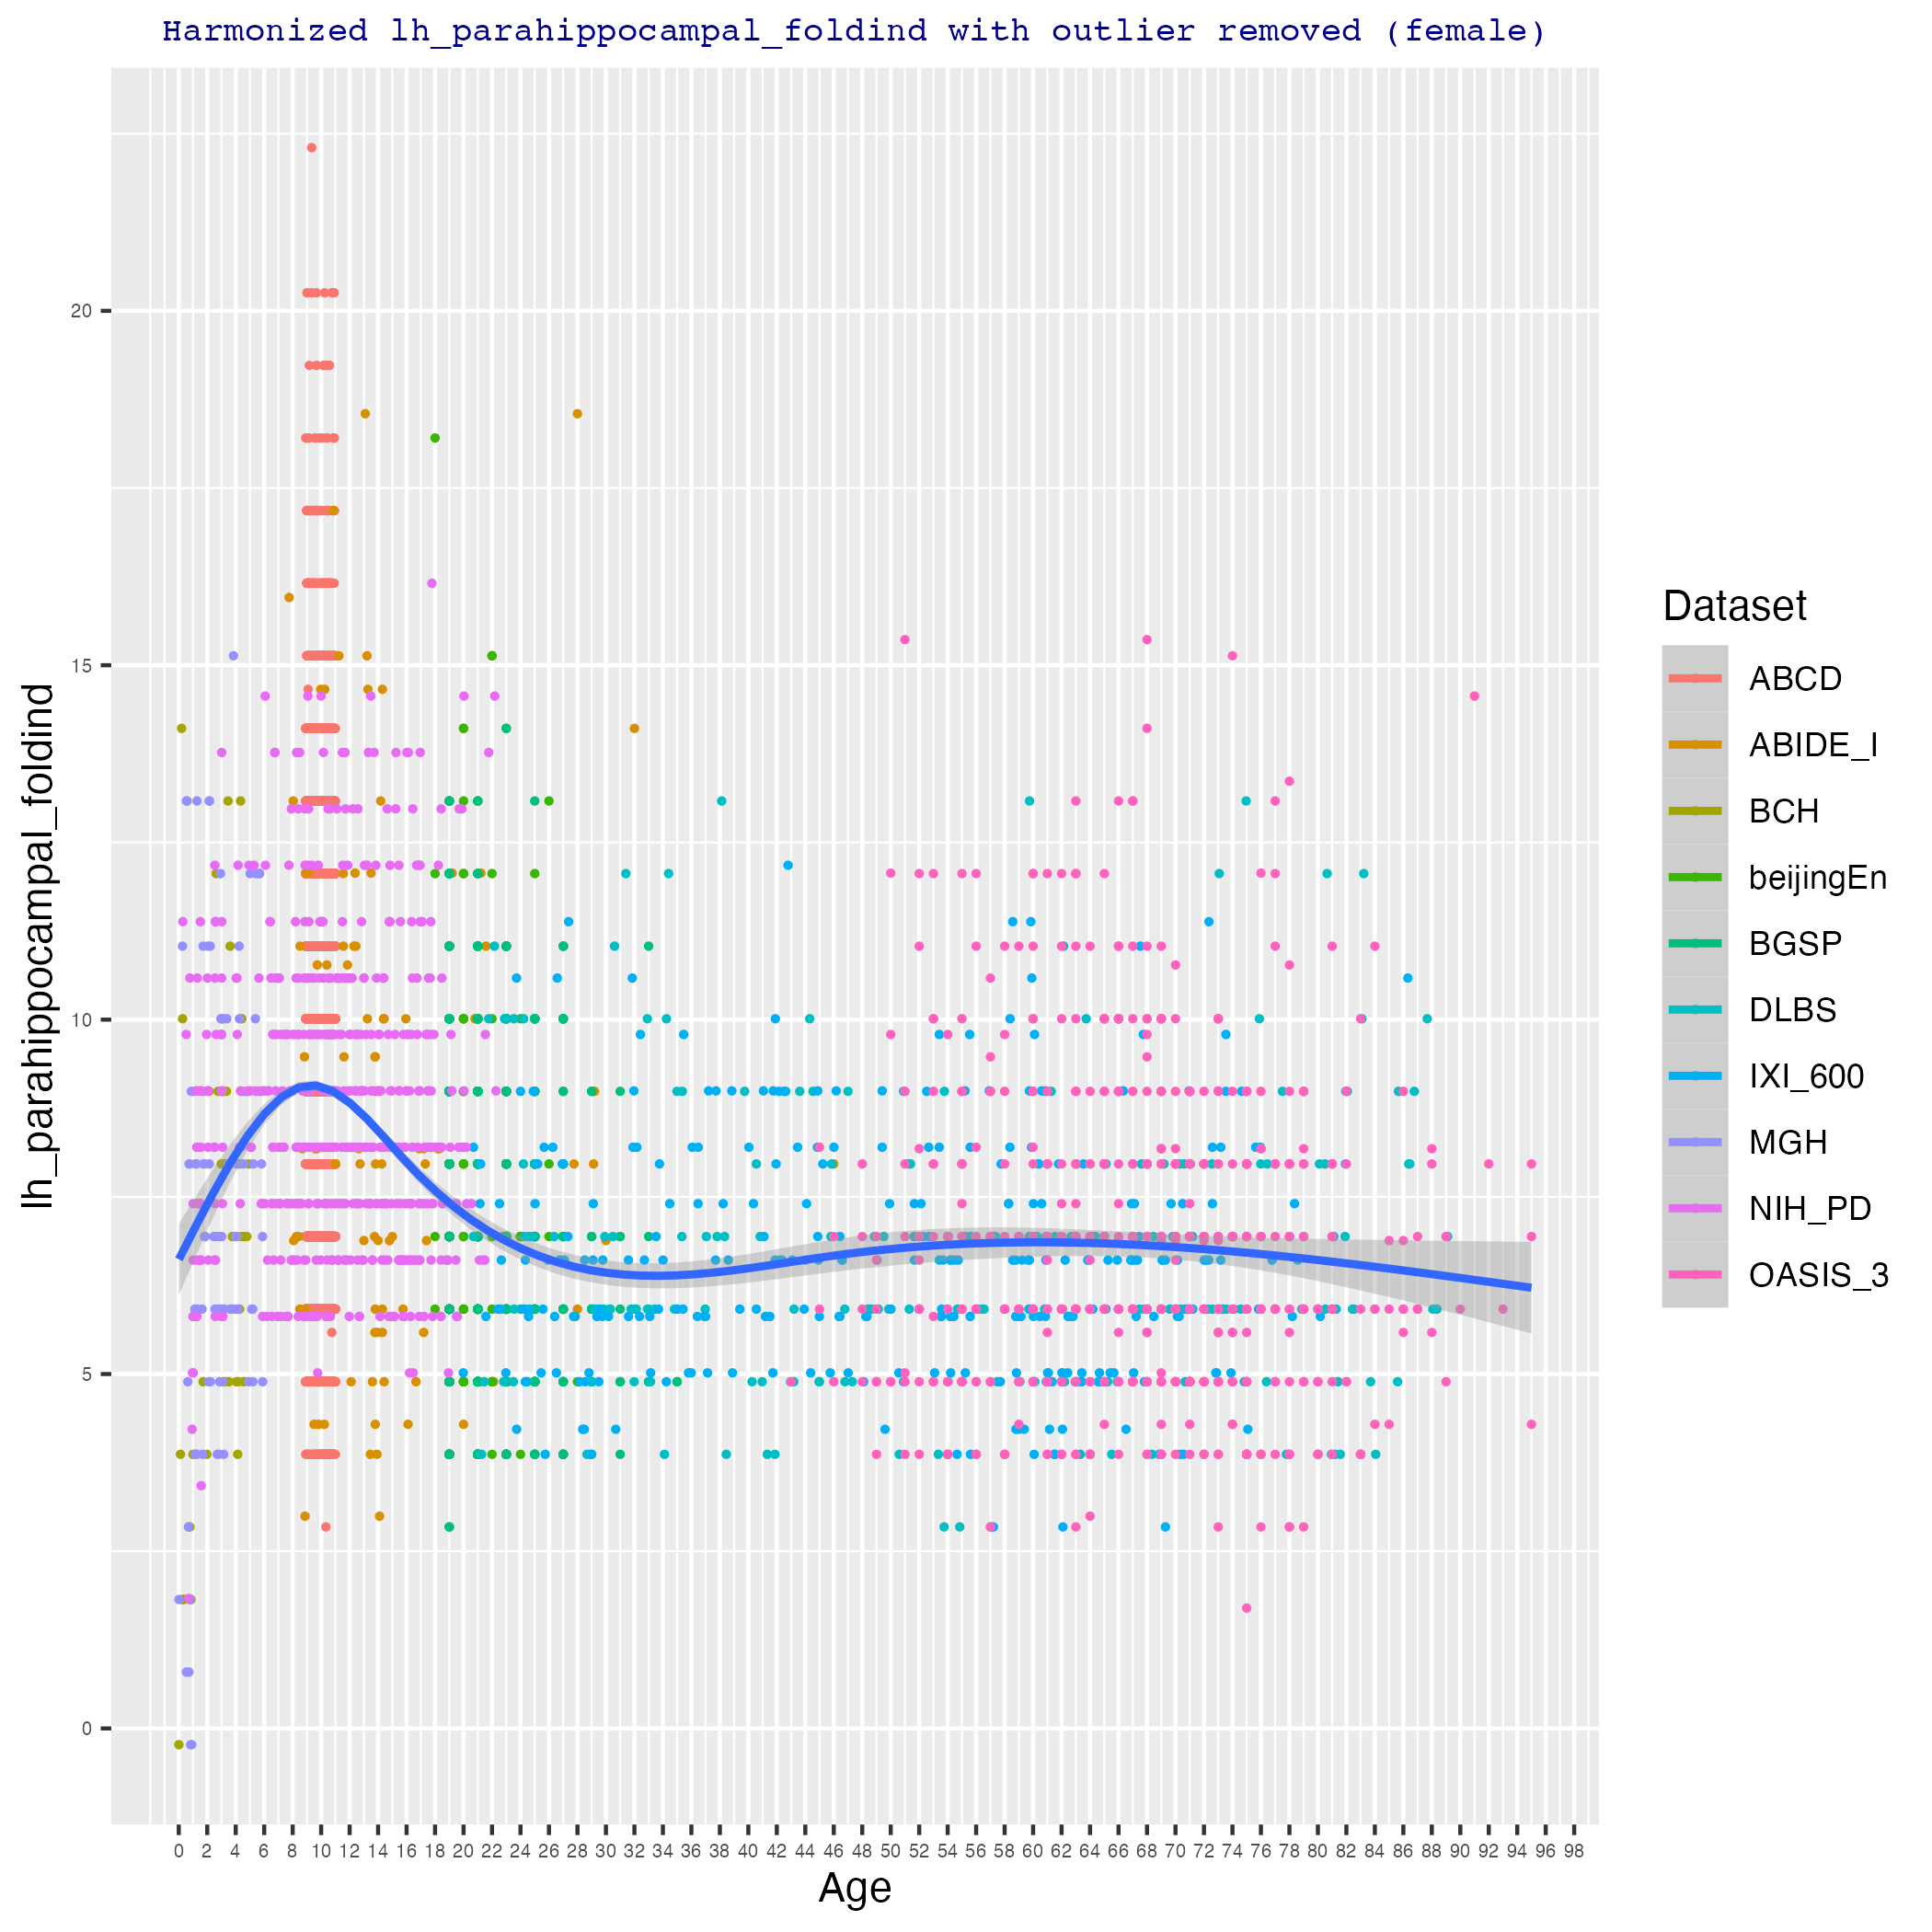 Harmonized lh_parahippocampal_foldind with outlier removed (female)
lh_parahippocampal_foldind
20
15
10
5
0
0 2 4 6 8 10 12 14 16 18 20 22 24 26 28 30 32 34 36 38 40 42 44 46 48 50 52 54 56 58 60 62 64 66 68 70 72 74 76 78 80 82 84 86 88 90 92 94 96 98
Age
Dataset
ABCD
ABIDE_I
BCH
beijingEn
BGSP
DLBS
IXI_600
MGH
NIH_PD
OASIS_3